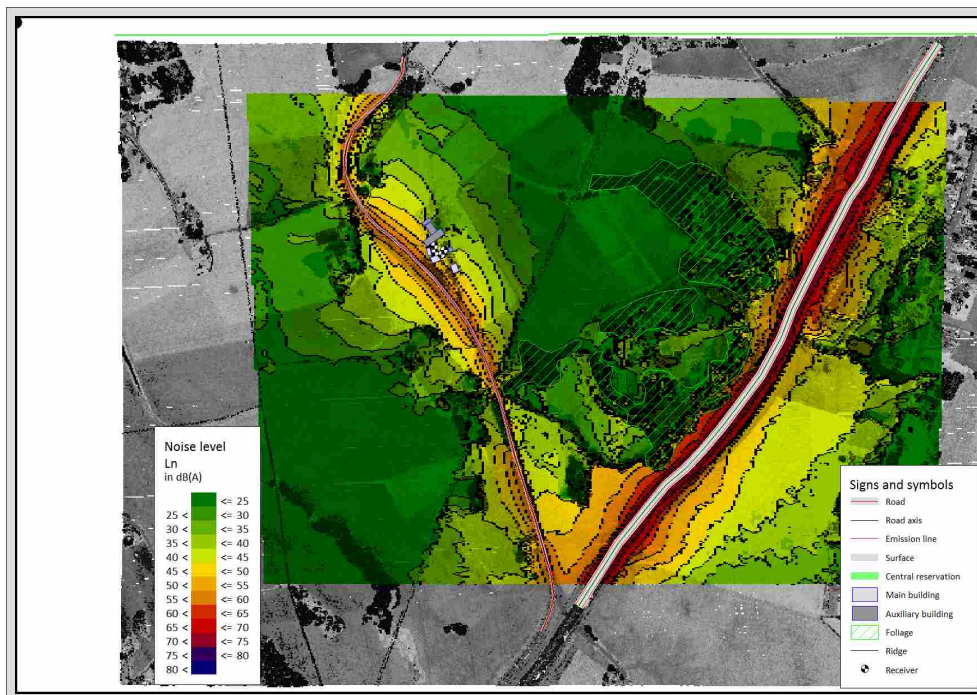 Noise level
Ln
in dB(A)
<= 25
25 < <= 30
30 < <= 35
35 < <= 40
40 < <= 45
45 < <= 50
50 < <= 55
55 < <= 60
60 < <= 65
65 < <= 70
70 < <= 75
75 < <= 80
80 <
Signs and symbols
Road
Road axis
Emission line
Surface
Central reservation
Main building
Auxiliary building
Foliage
Ridge
Receiver